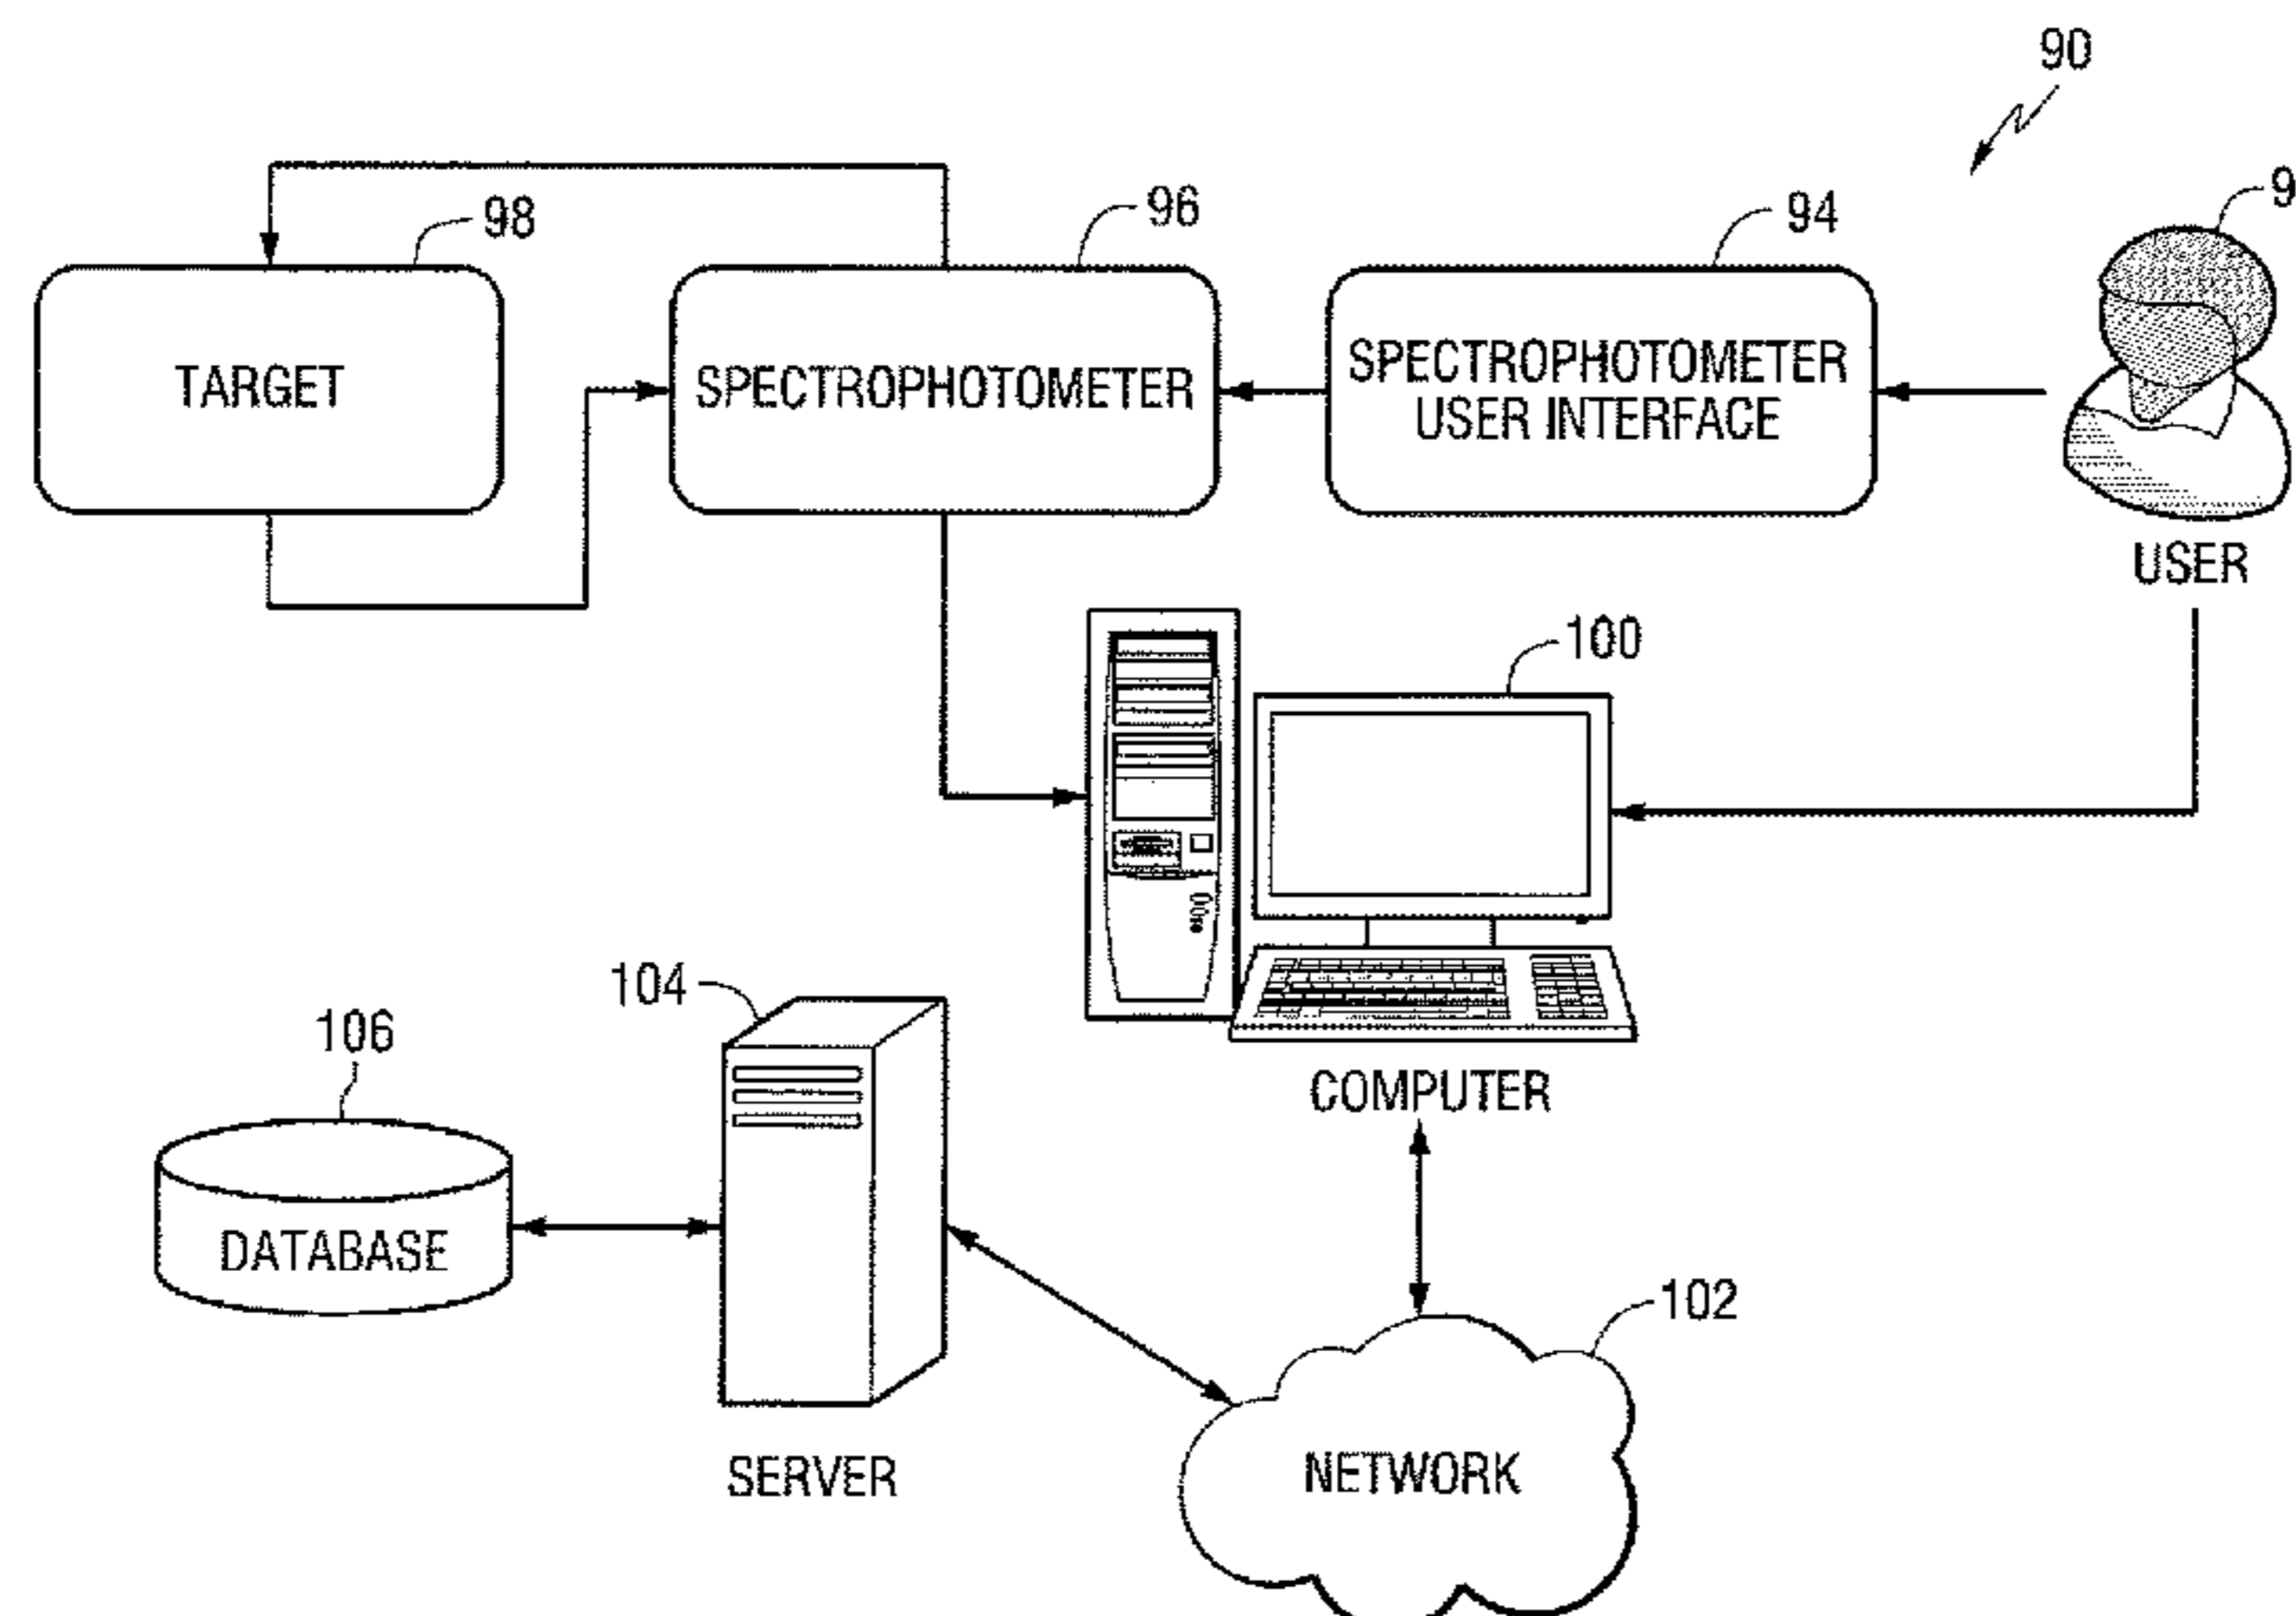 90
98
96
94
9
TARGET
SPECTROPHOTOMETER
SPECTROPHOTOMETER
USER INTERFACE
USER
100
104
106
COMPUTER
DATABASE
102
SERVER
NETWORK